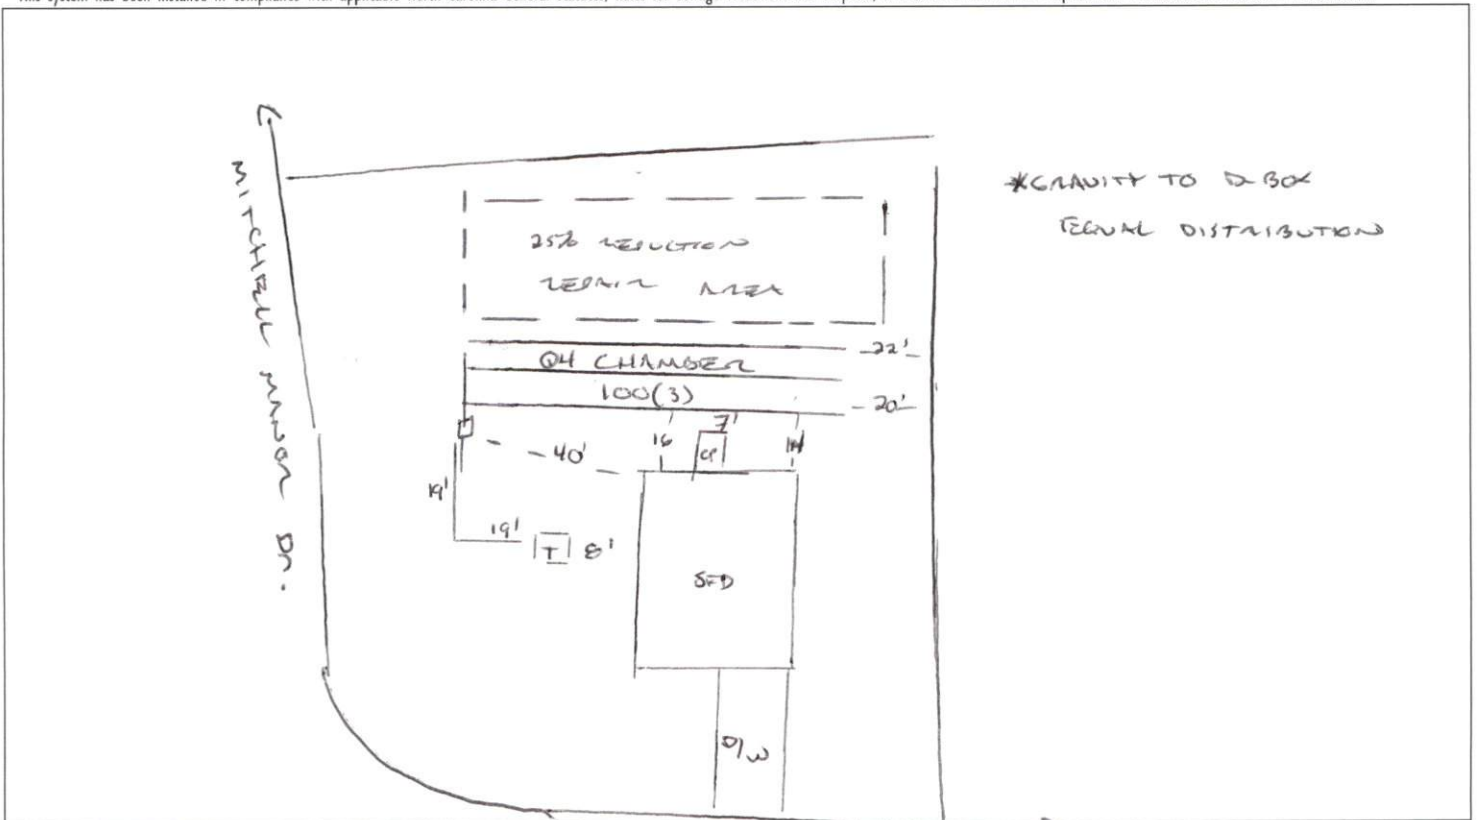 MITCHELL MANOR Dr.
*GRAVITY TO D-BOX
EQUAL DISTRIBUTION
25% REDUCTION
REPAIR AREA
22'
Q4 CHAMBER
100(3)
20'
7'
16
CP
14'
40'
19'
19'
T 8'
SFD
D/W